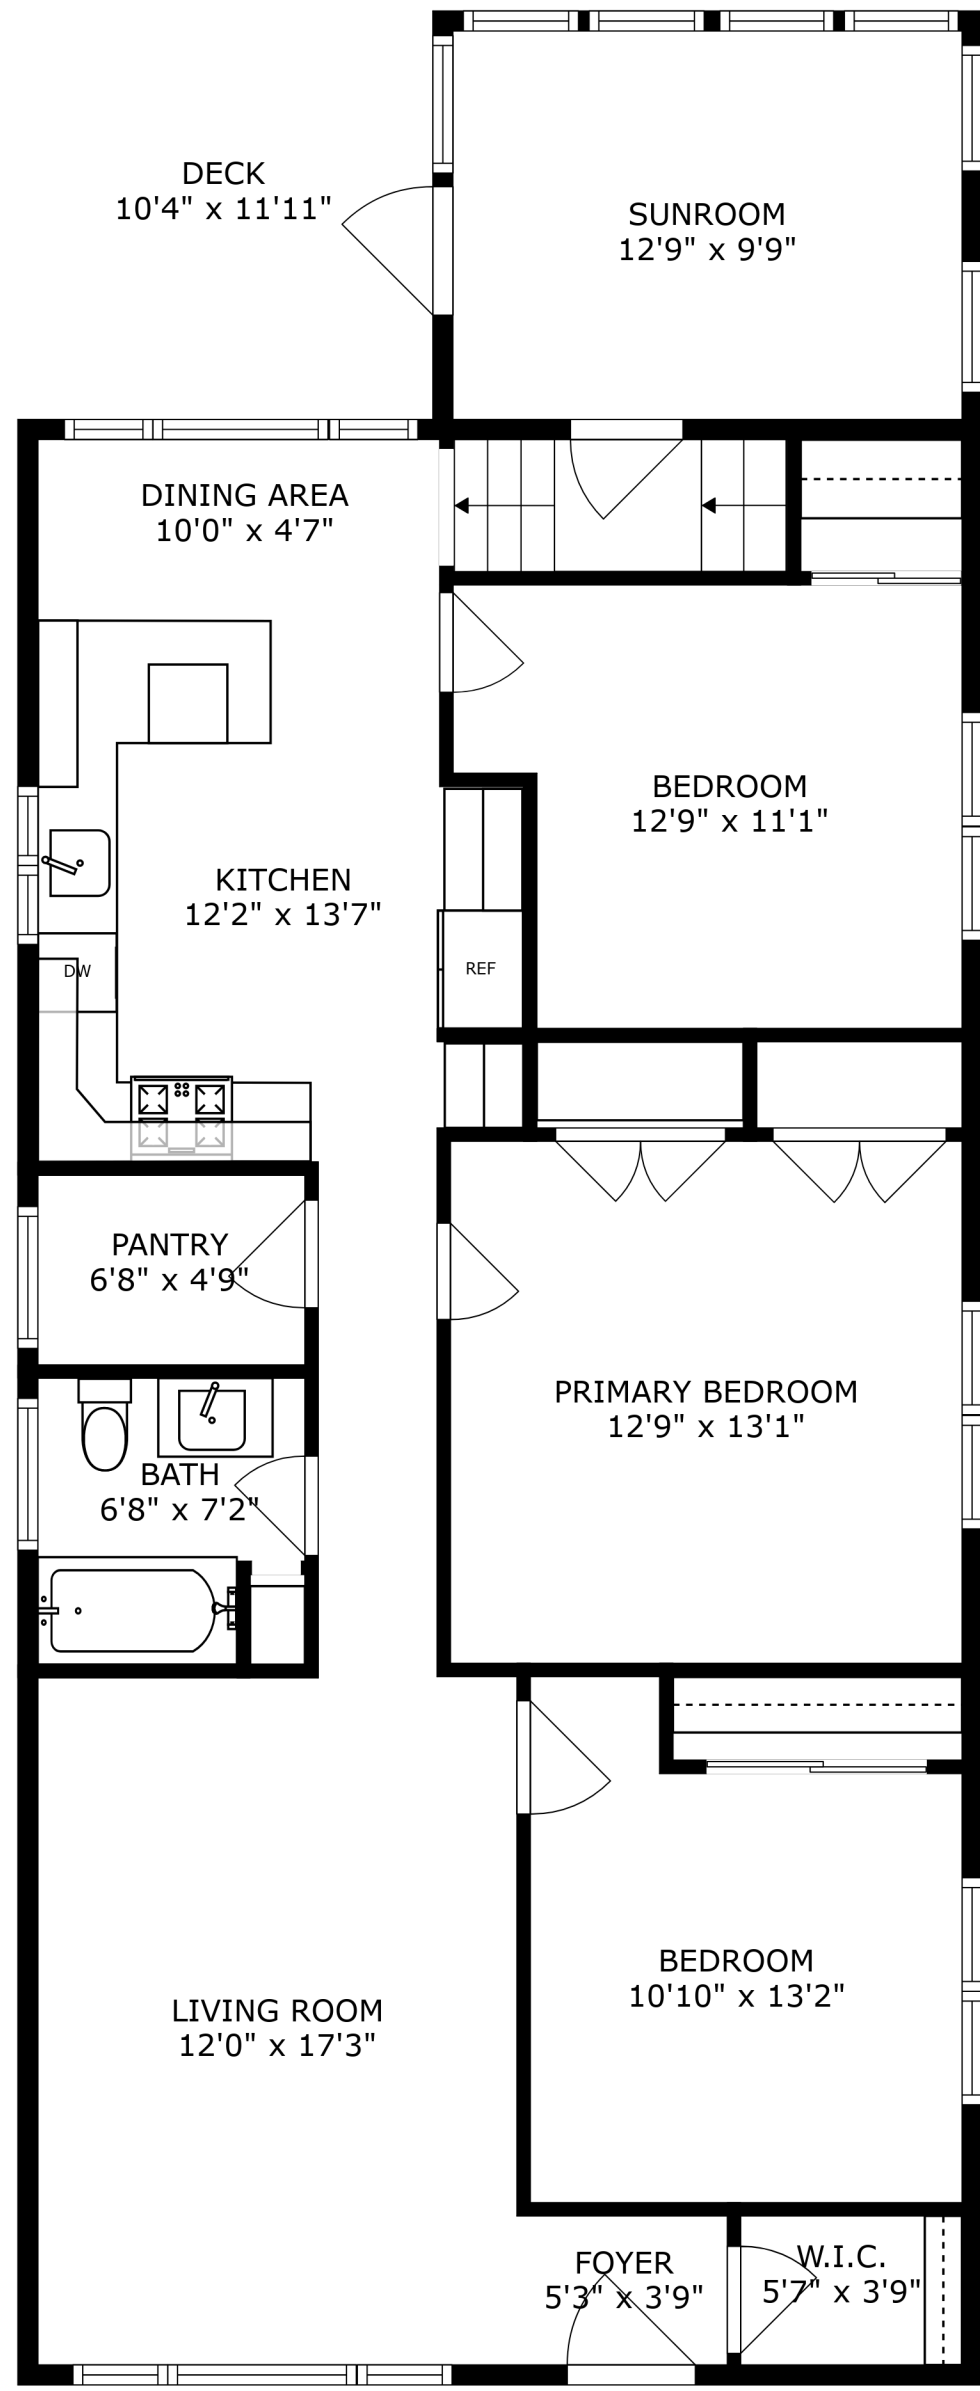 DECK
10'4" x 11'11"
SUNROOM
12'9" x 9'9"
DINING AREA
10'0" x 4'7"
BEDROOM
12'9" x 11'1"
KITCHEN
12'2" x 13'7"
DW
REF
PANTRY
6'8" x 4'9"
PRIMARY BEDROOM
12'9" x 13'1"
BATH
6'8" x 7'2"
BEDROOM
10'10" x 13'2"
LIVING ROOM
12'0" x 17'3"
FOYER
5'3" x 3'9"
W.I.C.
5'7" x 3'9"